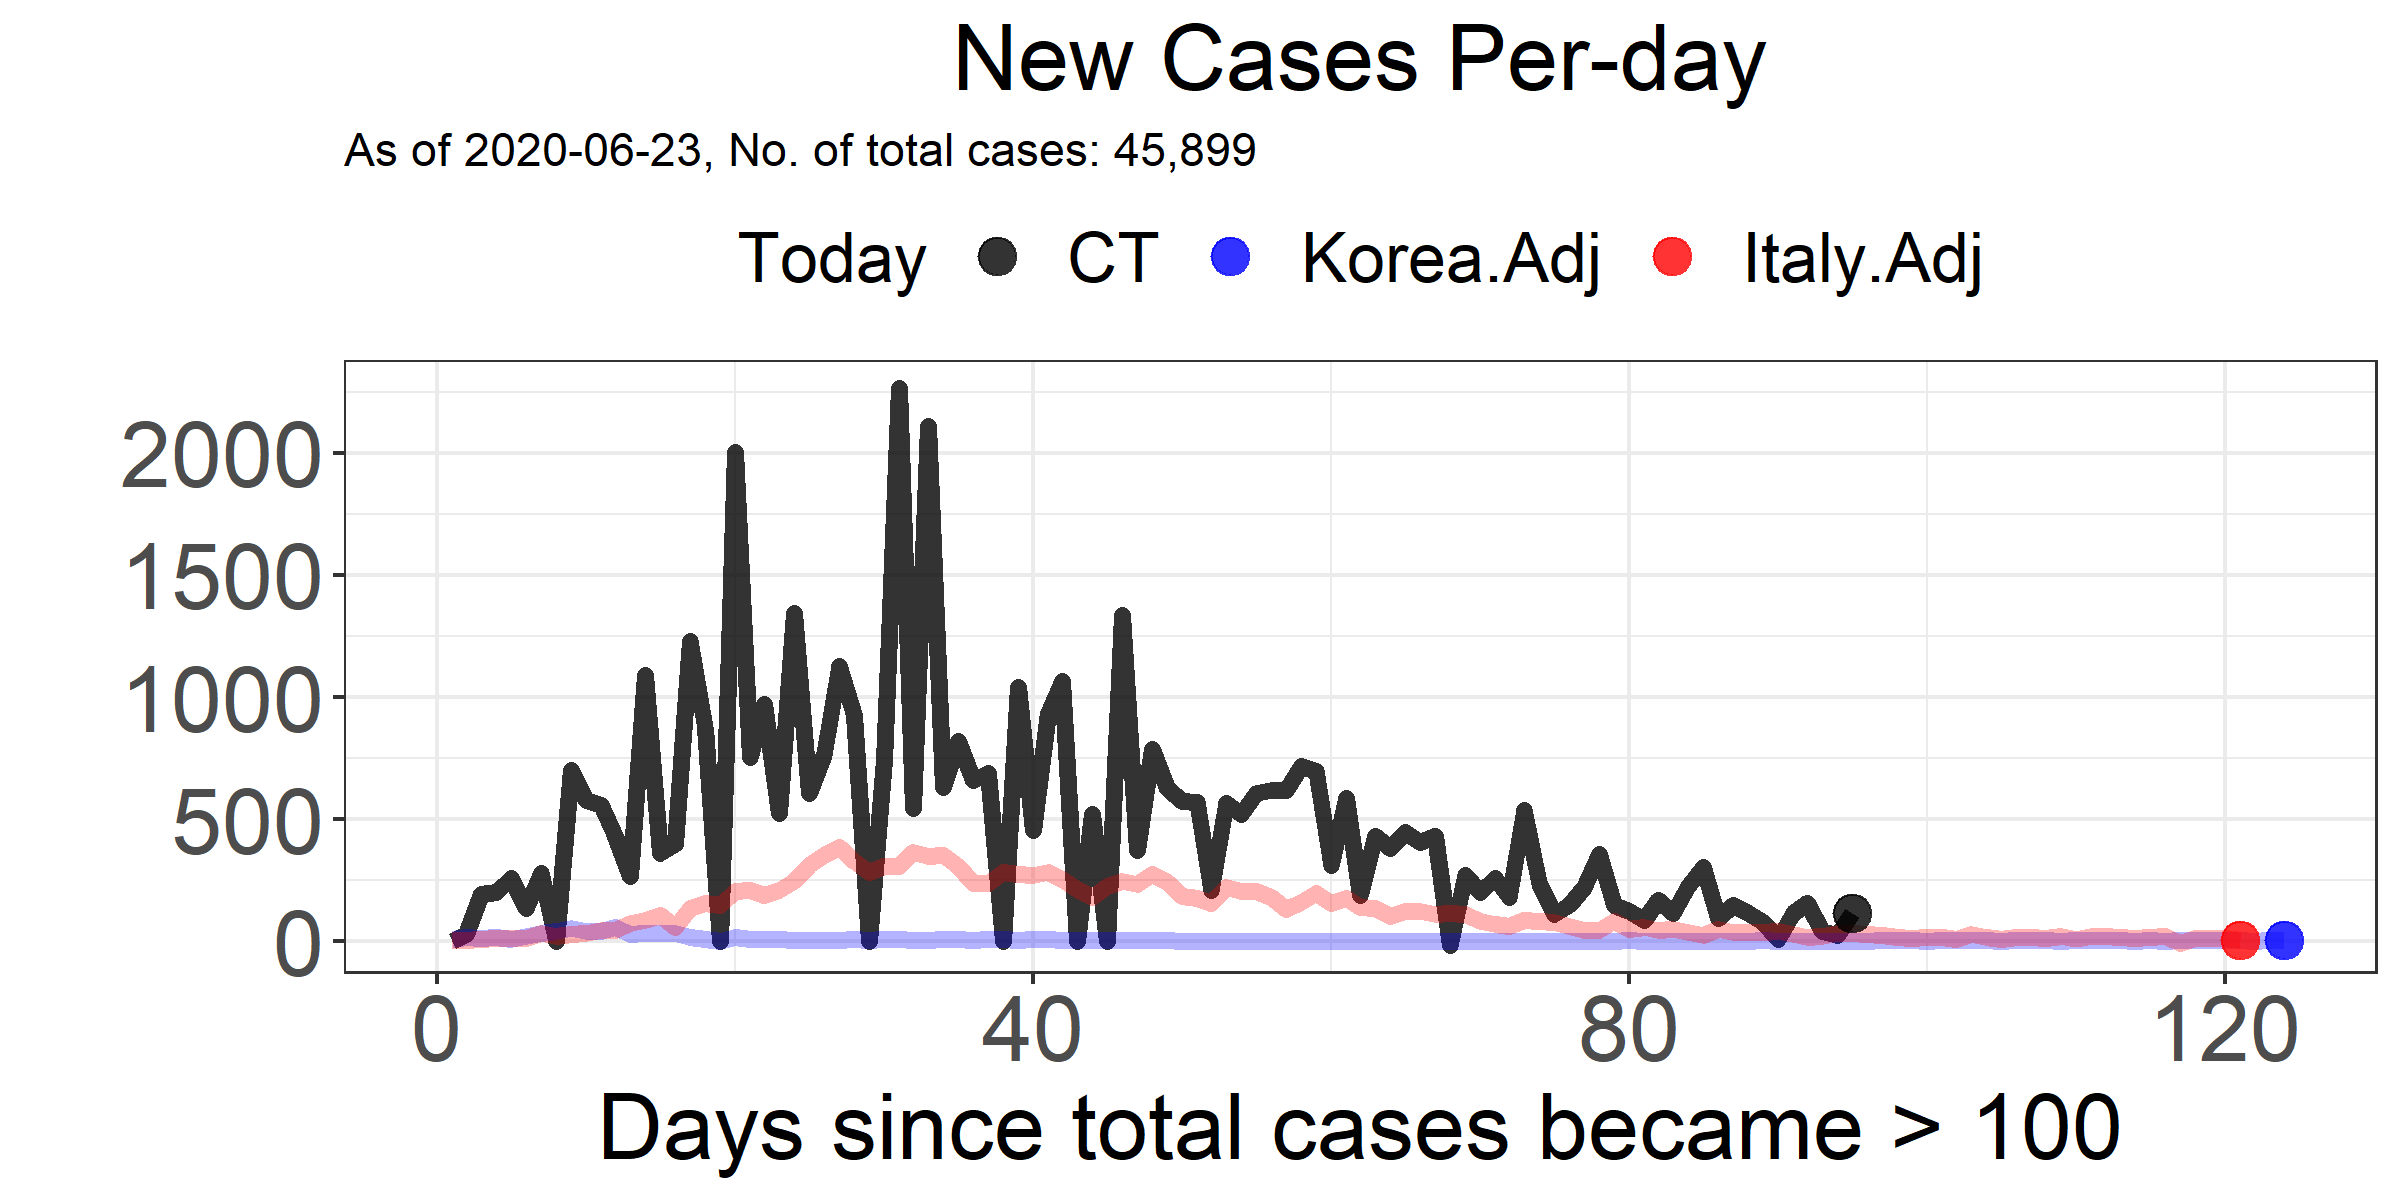 New Cases Per-day
As of 2020-06-23, No. of total cases: 45,899
Today CT Korea.Adj Italy.Adj
2000
1500
1000
500
0
0 40 80 120
Days since total cases became > 100